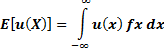 E[u(X)] = ∫_{-∞}^{∞} u(x) fx dx